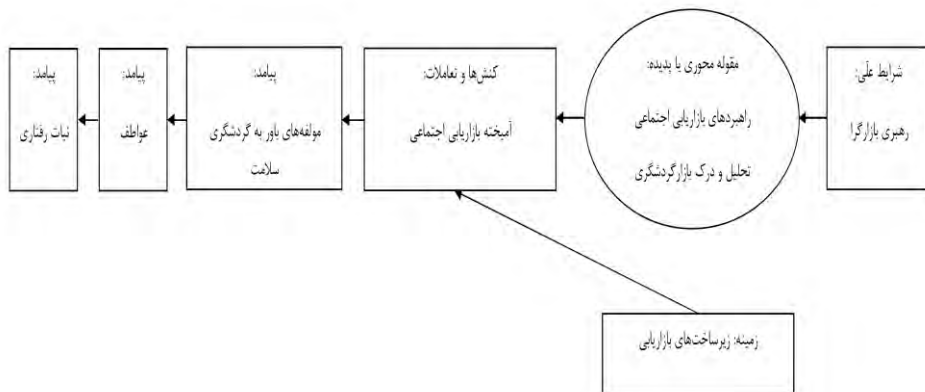 شرایط علّی:
رهبری بازارگرا
مقوله محوری یا پدیده:
راهبردهای بازاریابی اجتماعی
تحلیل و درک بازارگردشگری
کنش‌ها و تعاملات:
آمیخته بازاریابی اجتماعی
پیامد:
مولفه‌های باور به گردشگری
سلامت
پیامد:
عواطف
پیامد:
نیات رفتاری
زمینه: زیرساخت‌های بازاریابی